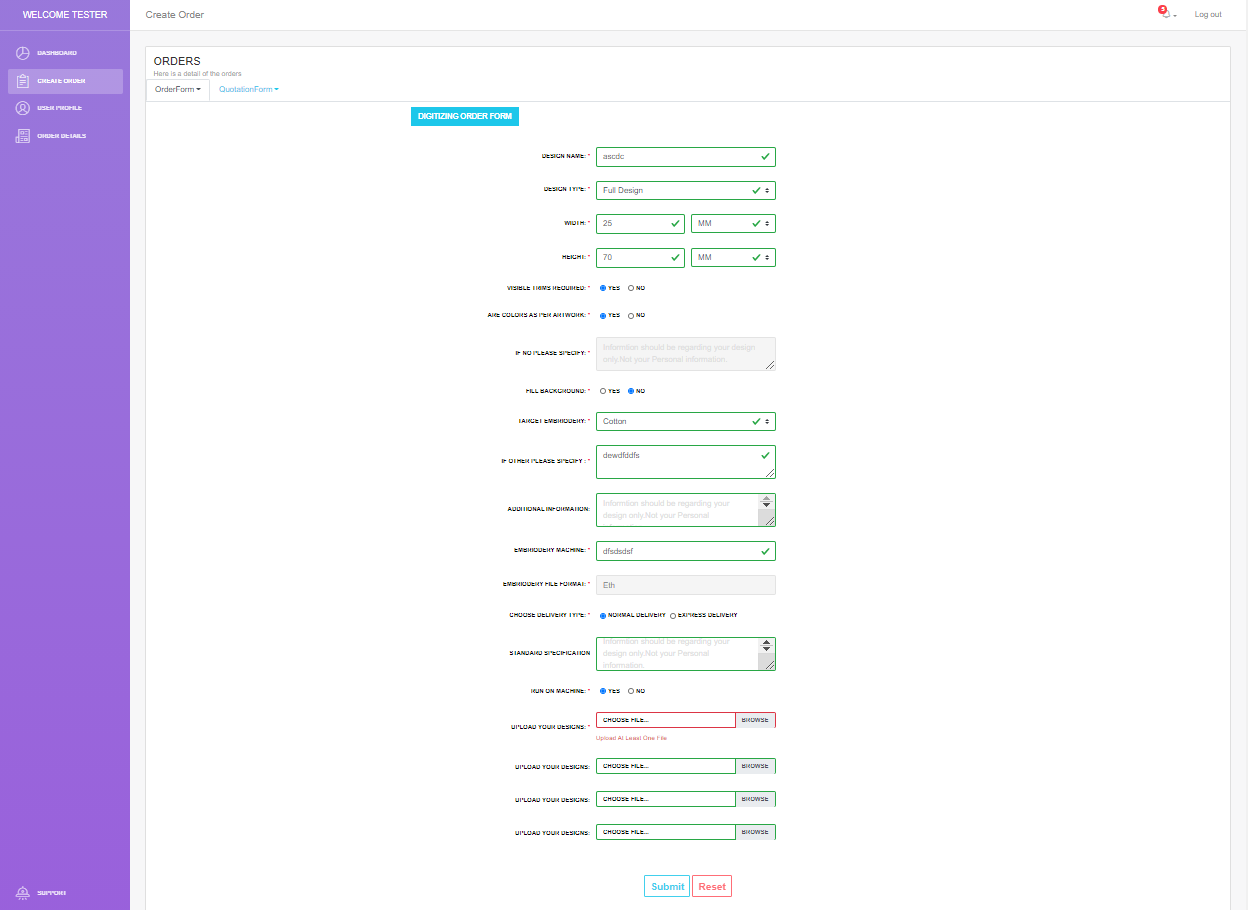 WELCOME TESTER
Create Order
3
Log out
DASHBOARD
CREATE ORDER
USER PROFILE
ORDER DETAILS
SUPPORT
ORDERS
Here is a detail of the orders
OrderForm
QuotationForm
DIGITIZING ORDER FORM
DESIGN NAME: * ascdc
DESIGN TYPE: * Full Design
WIDTH: * 25 MM
HEIGHT: * 70 MM
VISIBLE TRIMS REQUIRED: * YES NO
ARE COLORS AS PER ARTWORK: * YES NO
IF NO PLEASE SPECIFY: *
Informtion should be regarding your design
only.Not your Personal information.
FILL BACKGROUND: * YES NO
TARGET EMBRIODERY: * Cotton
IF OTHER PLEASE SPECIFY : * dewdfddfs
ADDITIONAL INFORMATION:
Informtion should be regarding your
design only.Not your Personal
EMBRIODERY MACHINE: * dfsdsdsf
EMBRIODERY FILE FORMAT: * Eth
CHOOSE DELIVERY TYPE: * NORMAL DELIVERY EXPRESS DELIVERY
STANDARD SPECIFICATION
Informtion should be regarding your
design only.Not your Personal
information.
RUN ON MACHINE: * YES NO
UPLOAD YOUR DESIGNS: * CHOOSE FILE... BROWSE
Upload At Least One File
UPLOAD YOUR DESIGNS: CHOOSE FILE... BROWSE
UPLOAD YOUR DESIGNS: CHOOSE FILE... BROWSE
UPLOAD YOUR DESIGNS: CHOOSE FILE... BROWSE
Submit Reset